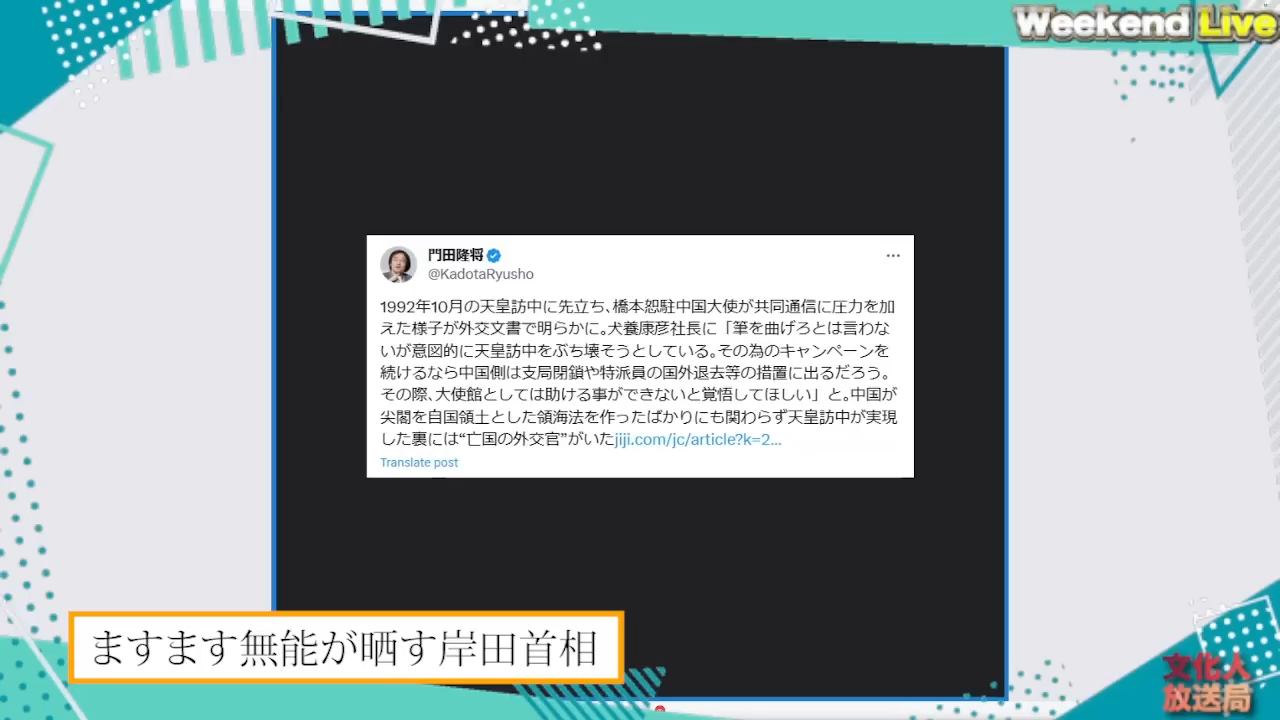 Weekend Live
門田隆将
@KadotaRyusho
1992年10月の天皇訪中に先立ち、橋本恕駐中国大使が共同通信に圧力を加
えた様子が外交文書で明らかに。犬養康彦社長に「筆を曲げろとは言わな
いが意図的に天皇訪中をぶち壊そうとしている。その為のキャンペーンを
続けるなら中国側は支局閉鎖や特派員の国外退去等の措置に出るだろう。
その際、大使館としては助ける事ができないと覚悟してほしい」と。中国が
尖閣を自国領土とした領海法を作ったばかりにも関わらず天皇訪中が実現
した裏には“亡国の外交官”がいたjiji.com/jc/article?k=2...
Translate post
ますます無能が晒す岸田首相
文化人
放送局